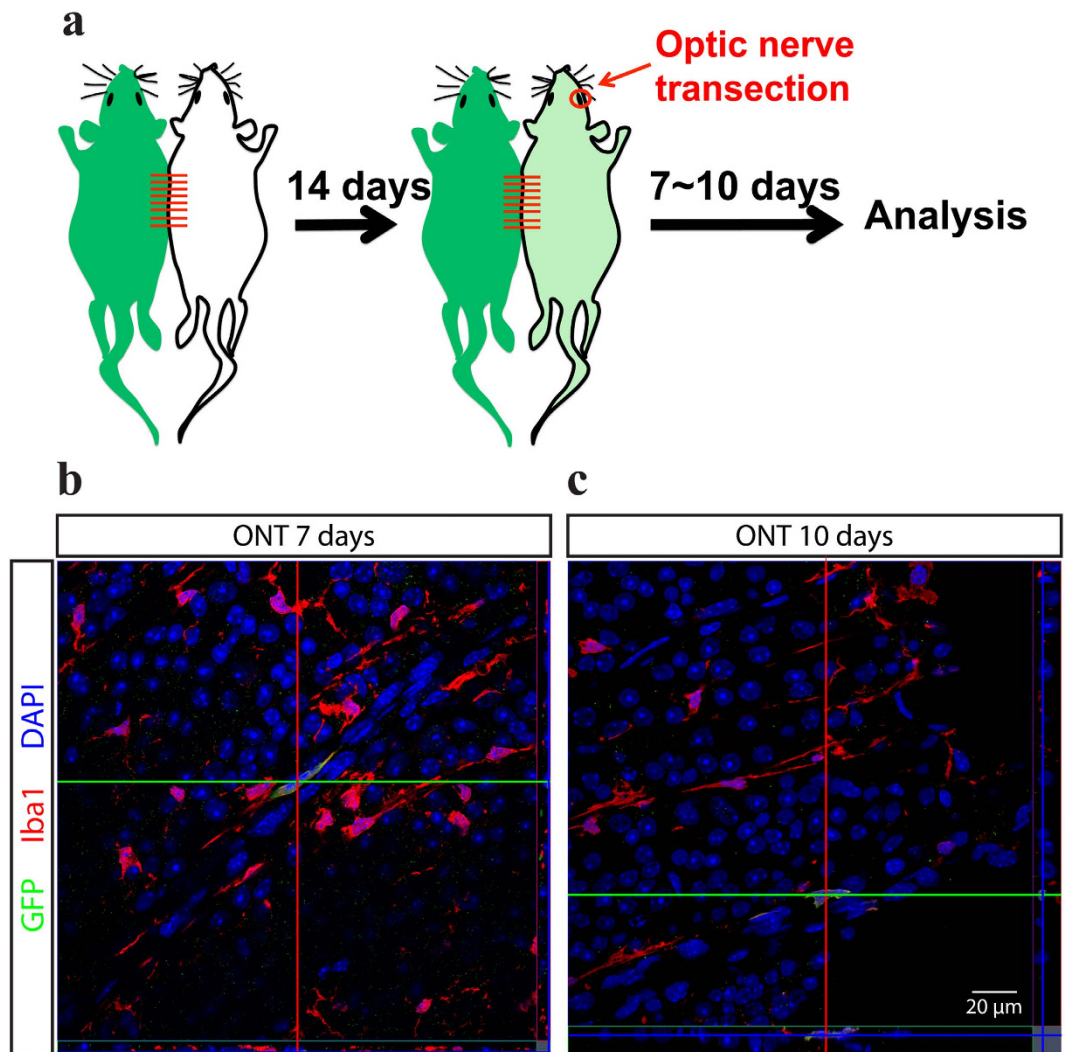 a
Optic nerve
transection
14 days
7~10 days
Analysis
b
c
ONT 7 days
ONT 10 days
GFP Iba1 DAPI
20 µm